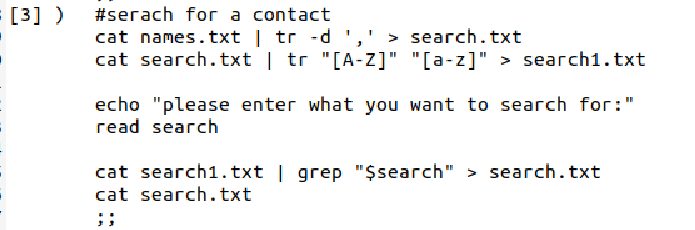 [3] ) #serach for a contact
cat names.txt | tr -d ',' > search.txt
cat search.txt | tr "[A-Z]" "[a-z]" > search1.txt
echo "please enter what you want to search for:"
read search
cat search1.txt | grep "$search" > search.txt
cat search.txt
;;